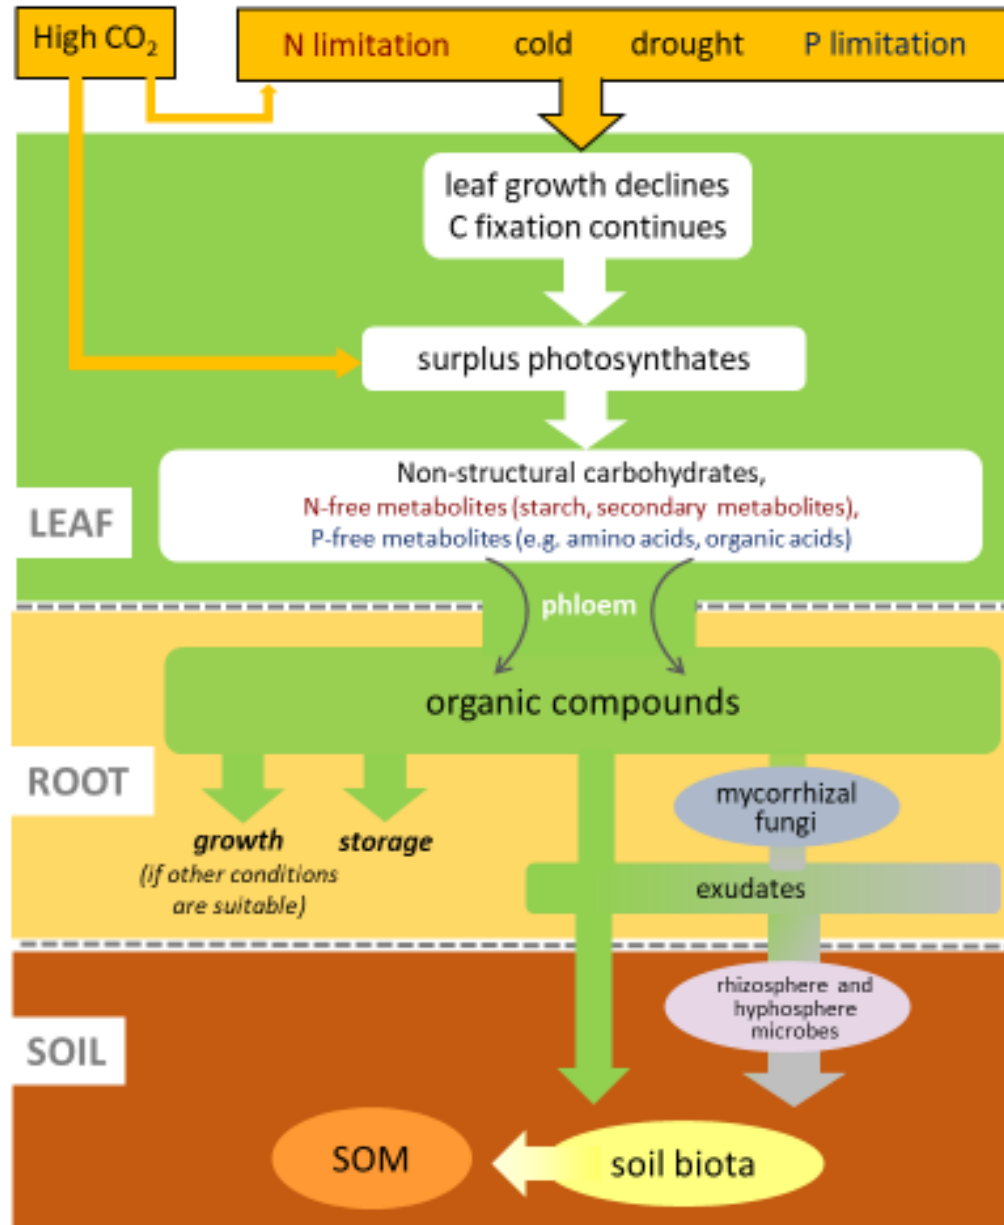 High CO₂
N limitation cold drought P limitation
leaf growth declines
C fixation continues
surplus photosynthates
Non-structural carbohydrates,
N-free metabolites (starch, secondary metabolites),
P-free metabolites (e.g. amino acids, organic acids)
LEAF
phloem
organic compounds
ROOT
growth
(if other conditions
are suitable)
storage
mycorrhizal
fungi
exudates
rhizosphere and
hyphosphere
microbes
SOIL
SOM
soil biota